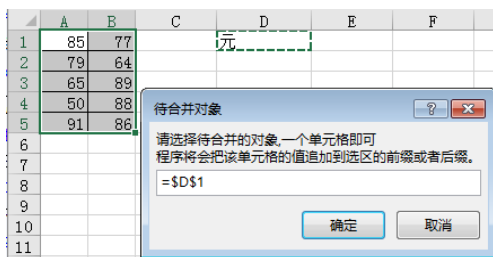 A B C D E F
1 85 77 元
2 79 64
3 65 89
4 50 88
5 91 86
6
7
8
9
10
11
待合并对象
请选择待合并的对象,一个单元格即可
程序将会把该单元格的值追加到选区的前缀或者后缀。
=$D$1
确定 取消